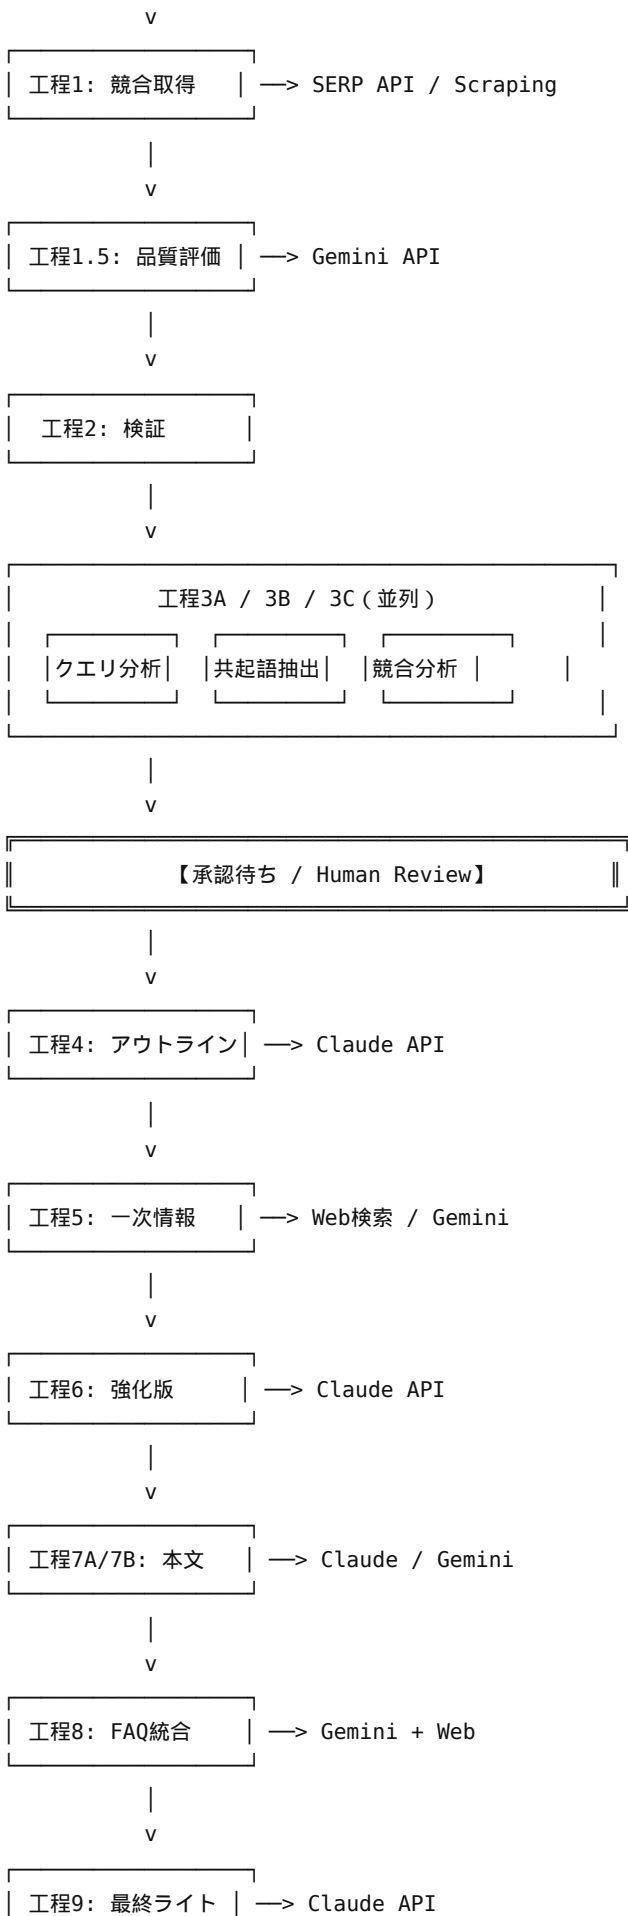 v
工程1: 競合取得 —> SERP API / Scraping
v
工程1.5: 品質評価 —> Gemini API
v
工程2: 検証
v
工程3A / 3B / 3C（並列）
クエリ分析 共起語抽出 競合分析
v
【承認待ち / Human Review】
v
工程4: アウトライン —> Claude API
v
工程5: 一次情報 —> Web検索 / Gemini
v
工程6: 強化版 —> Claude API
v
工程7A/7B: 本文 —> Claude / Gemini
v
工程8: FAQ統合 —> Gemini + Web
v
工程9: 最終ライト —> Claude API